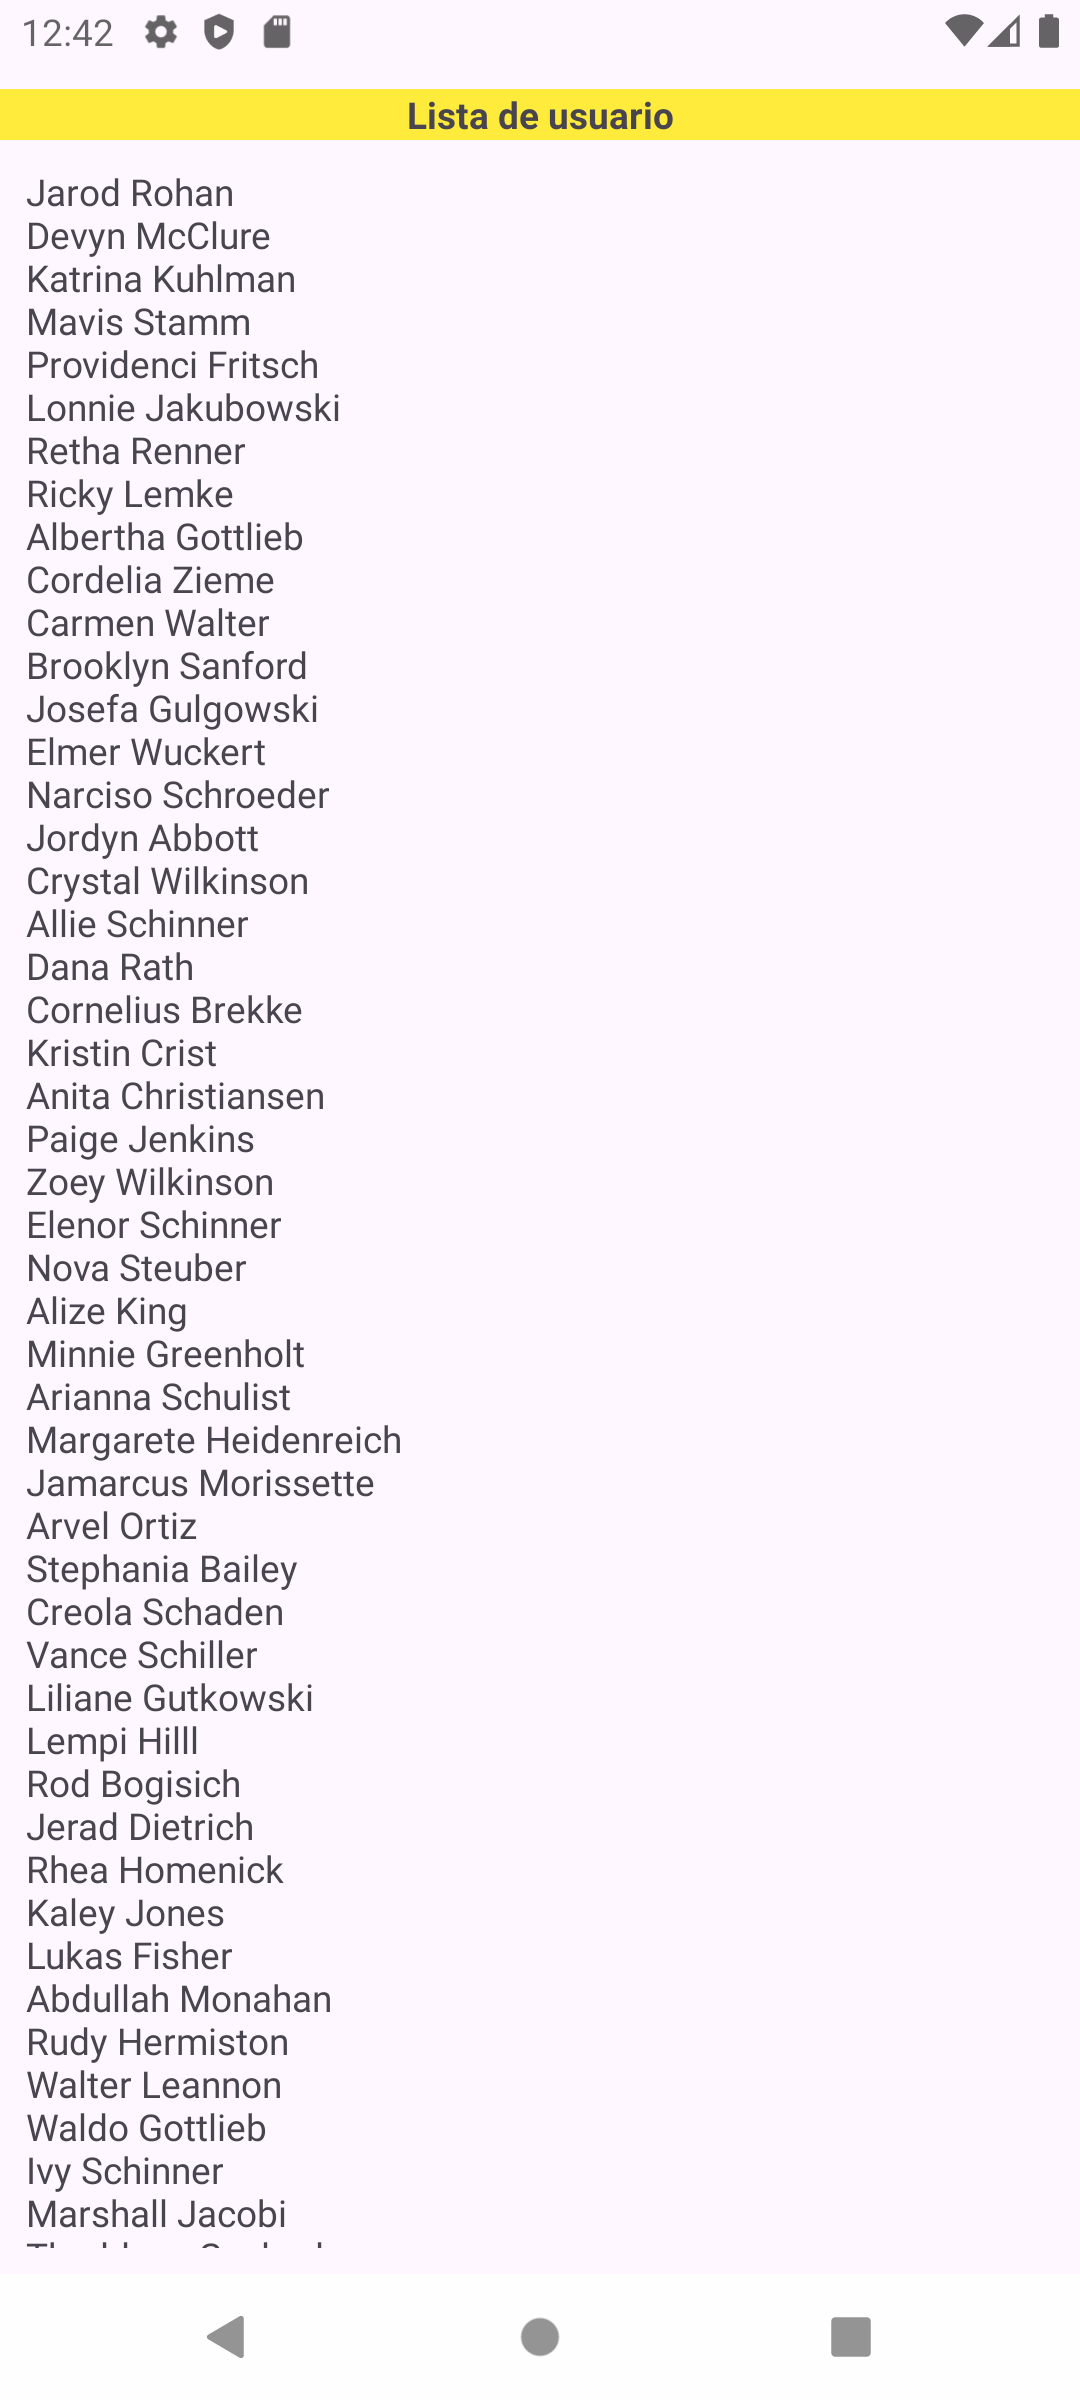 12:42
Lista de usuario
Jarod Rohan
Devyn McClure
Katrina Kuhlman
Mavis Stamm
Providenci Fritsch
Lonnie Jakubowski
Retha Renner
Ricky Lemke
Albertha Gottlieb
Cordelia Zieme
Carmen Walter
Brooklyn Sanford
Josefa Gulgowski
Elmer Wuckert
Narciso Schroeder
Jordyn Abbott
Crystal Wilkinson
Allie Schinner
Dana Rath
Cornelius Brekke
Kristin Crist
Anita Christiansen
Paige Jenkins
Zoey Wilkinson
Elenor Schinner
Nova Steuber
Alize King
Minnie Greenholt
Arianna Schulist
Margarete Heidenreich
Jamarcus Morissette
Arvel Ortiz
Stephania Bailey
Creola Schaden
Vance Schiller
Liliane Gutkowski
Lempi Hilll
Rod Bogisich
Jerad Dietrich
Rhea Homenick
Kaley Jones
Lukas Fisher
Abdullah Monahan
Rudy Hermiston
Walter Leannon
Waldo Gottlieb
Ivy Schinner
Marshall Jacobi